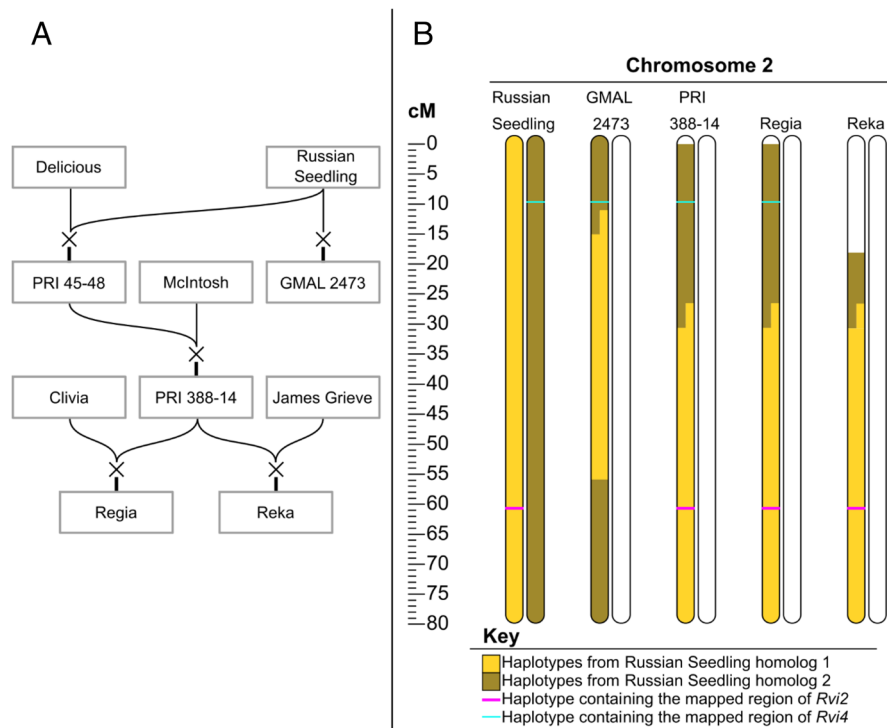 A
Delicious
Russian
Seedling
PRI 45-48
McIntosh
GMAL 2473
Clivia
PRI 388-14
James Grieve
Regia
Reka
B
Chromosome 2
cM
Russian
Seedling
GMAL
2473
PRI
388-14
Regia
Reka
0
5
10
15
20
25
30
35
40
45
50
55
60
65
70
75
80
Key
Haplotypes from Russian Seedling homolog 1
Haplotypes from Russian Seedling homolog 2
Haplotype containing the mapped region of Rvi2
Haplotype containing the mapped region of Rvi4